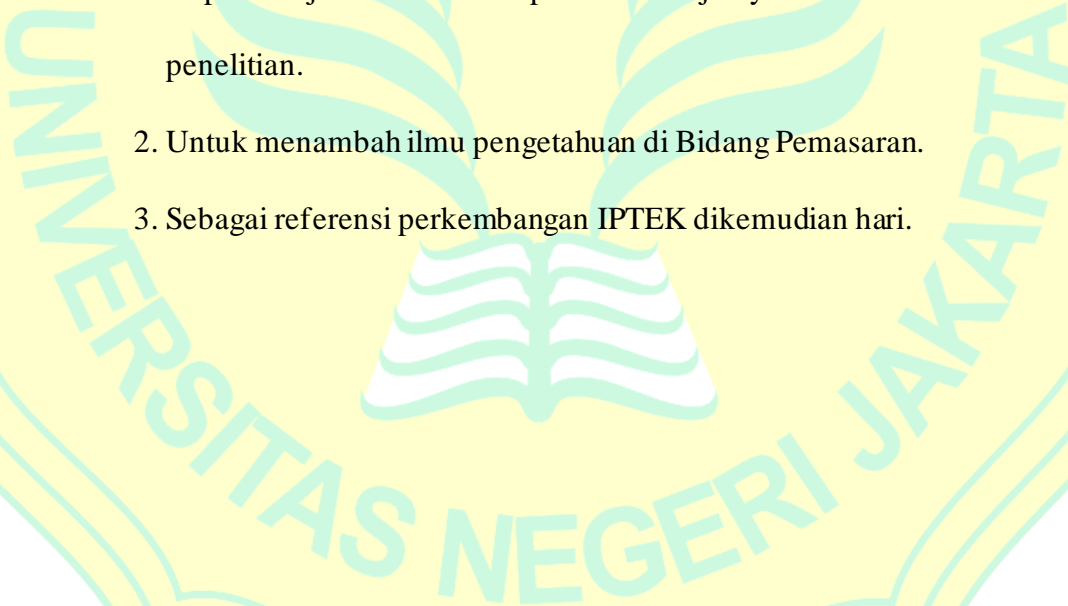 penelitian.
2. Untuk menambah ilmu pengetahuan di Bidang Pemasaran.
3. Sebagai referensi perkembangan IPTEK dikemudian hari.
UNIVERSITAS NEGERI JAKARTA